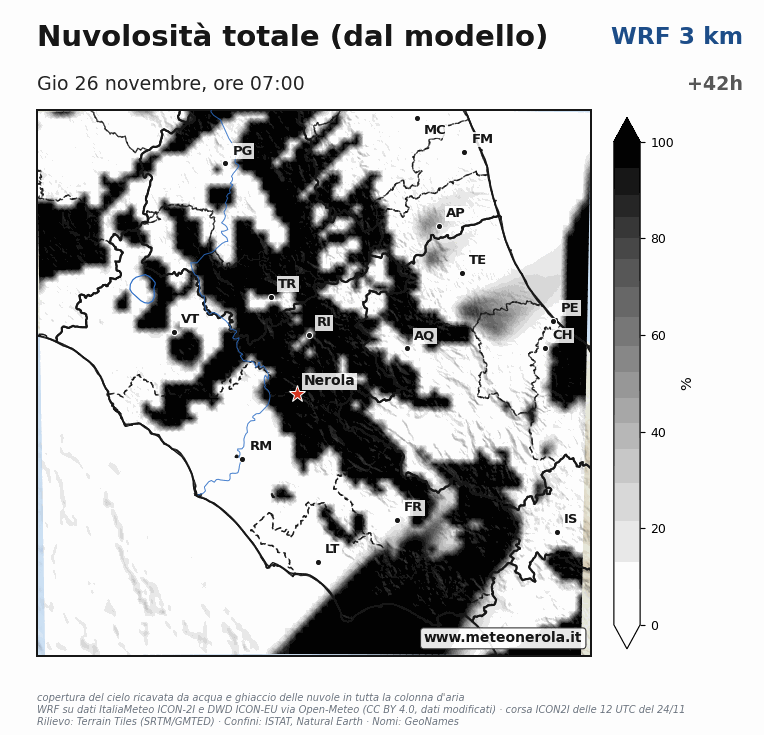 Nuvolosità totale (dal modello)
WRF 3 km
Gio 26 novembre, ore 07:00
+42h
MC
FM
PG
AP
TE
TR
PE
VT
RI
AQ
CH
Nerola
RM
FR
IS
LT
www.meteonerola.it
100
80
60
40
20
0
%
copertura del cielo ricavata da acqua e ghiaccio delle nuvole in tutta la colonna d'aria
WRF su dati ItaliaMeteo ICON-2I e DWD ICON-EU via Open-Meteo (CC BY 4.0, dati modificati) · corsa ICON2I delle 12 UTC del 24/11
Rilievo: Terrain Tiles (SRTM/GMTED) · Confini: ISTAT, Natural Earth · Nomi: GeoNames